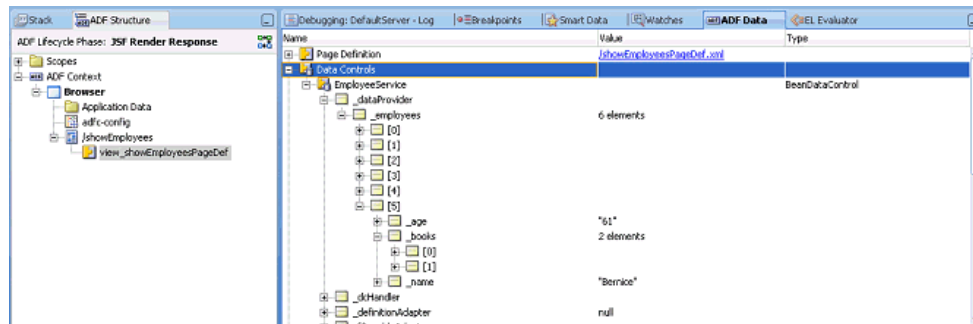 Stack ADF Structure
ADF Lifecycle Phase: JSF Render Response
Scopes
ADF Context
Browser
Application Data
adfc-config
/showEmployees
view_showEmployeesPageDef
Debugging: DefaultServer - Log Breakpoints Smart Data Watches ADF Data EL Evaluator
Name Value Type
Page Definition /showEmployeesPageDef.xml
Data Controls
EmployeeService BeanDataControl
_dataProvider
_employees 6 elements
[0]
[1]
[2]
[3]
[4]
[5]
_age "61"
_books 2 elements
[0]
[1]
_name "Bernice"
_dcHandler
_definitionAdapter null